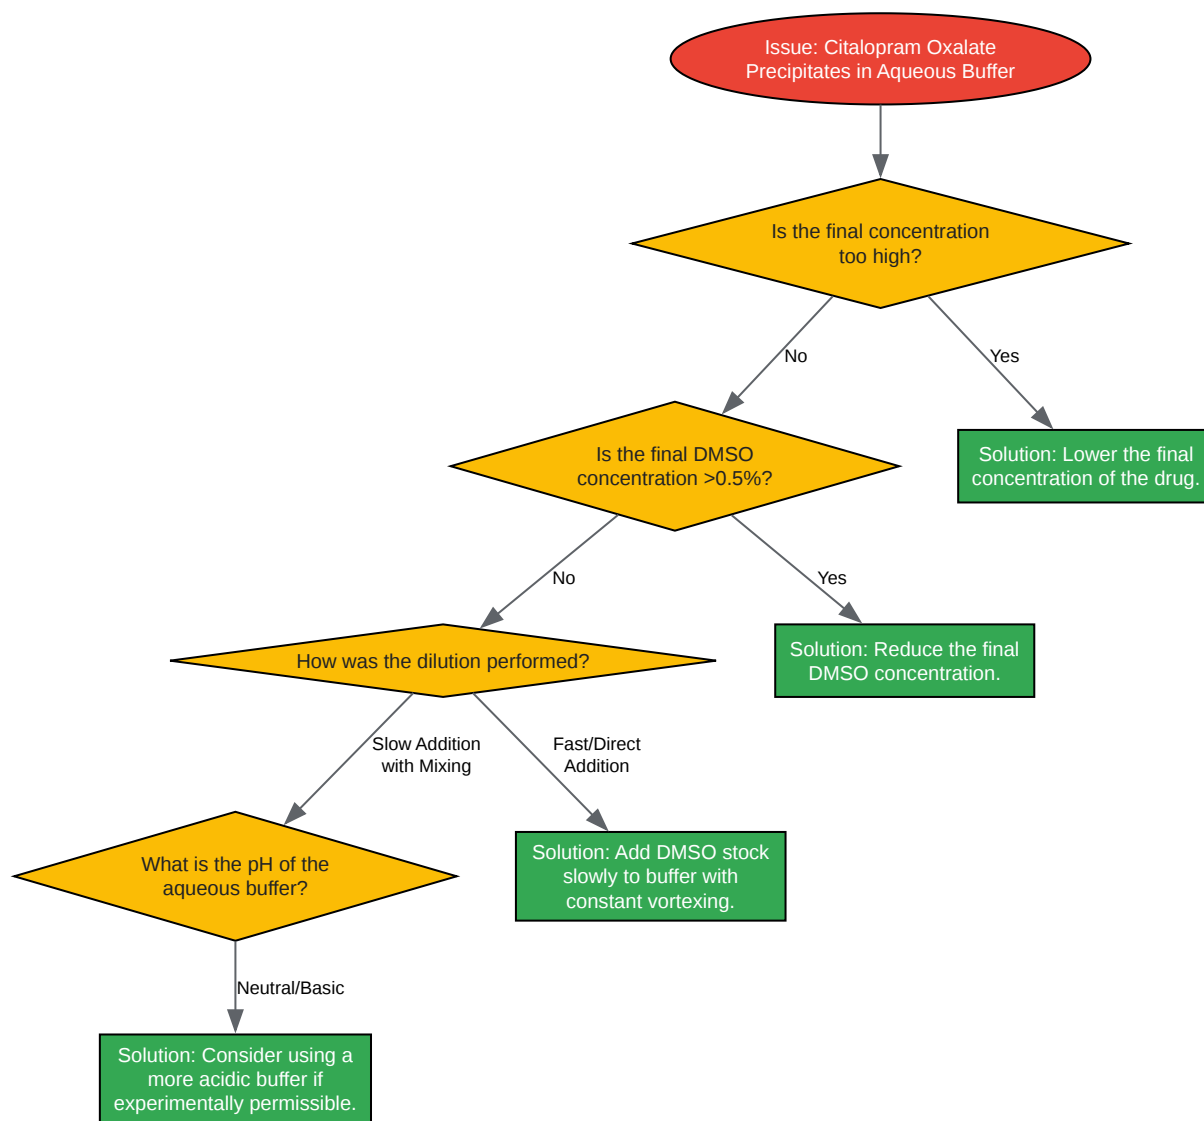 Issue: Citalopram Oxalate
Precipitates in Aqueous Buffer
Is the final concentration
too high?
No
Yes
Is the final DMSO
concentration >0.5%?
Solution: Lower the final
concentration of the drug.
No
Yes
How was the dilution performed?
Solution: Reduce the final
DMSO concentration.
Slow Addition
with Mixing
Fast/Direct
Addition
What is the pH of the
aqueous buffer?
Solution: Add DMSO stock
slowly to buffer with
constant vortexing.
Neutral/Basic
Solution: Consider using a
more acidic buffer if
experimentally permissible.